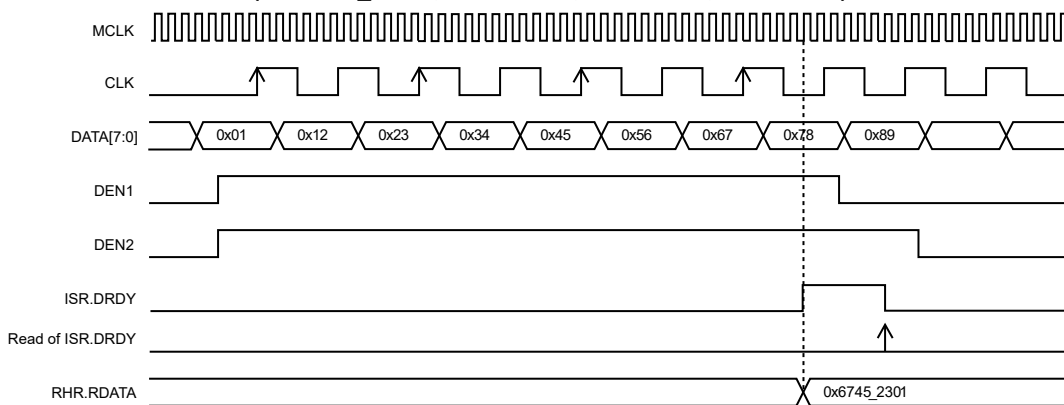 MCLK
CLK
DATA[7:0] 0x01 0x12 0x23 0x34 0x45 0x56 0x67 0x78 0x89
DEN1
DEN2
ISR.DRDY
Read of ISR.DRDY
RHR.RDATA 0x6745_2301